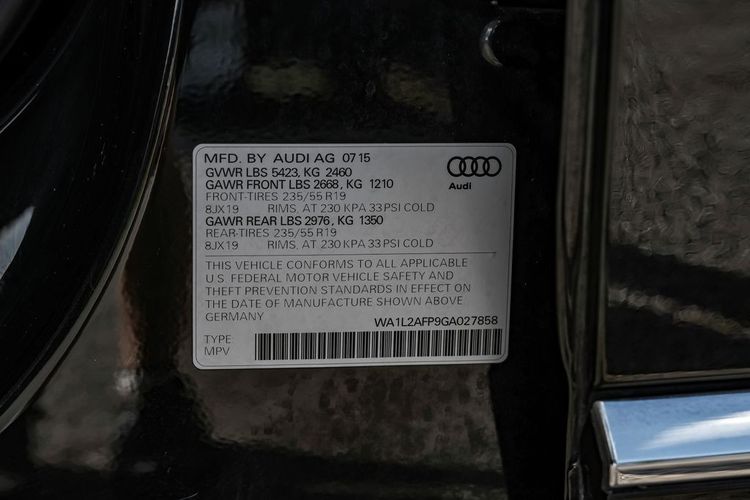 MFD. BY AUDI AG 07 15
GVWR LBS 5423, KG 2460
GAWR FRONT LBS 2668, KG 1210
FRONT-TIRES 235/55 R19
8JX19 RIMS, AT 230 KPA 33 PSI COLD
GAWR REAR LBS 2976, KG 1350
REAR-TIRES 235/55 R19
8JX19 RIMS, AT 230 KPA 33 PSI COLD
Audi
THIS VEHICLE CONFORMS TO ALL APPLICABLE
U.S. FEDERAL MOTOR VEHICLE SAFETY AND
THEFT PREVENTION STANDARDS IN EFFECT ON
THE DATE OF MANUFACTURE SHOWN ABOVE
GERMANY
WA1L2AFP9GA027858
TYPE:
MPV